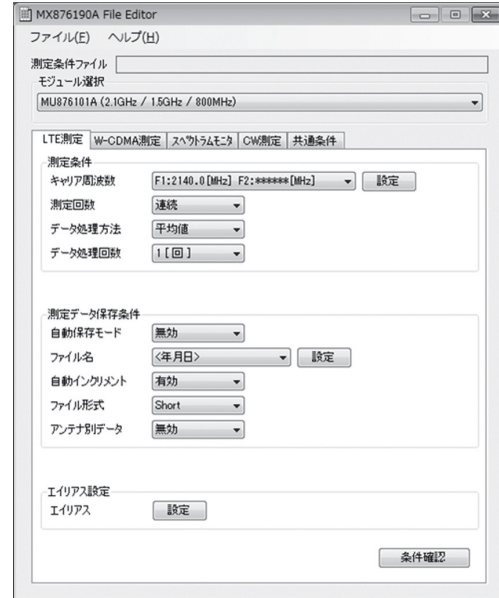 MX876190A File Editor
ファイル(F) ヘルプ(H)
測定条件ファイル
モジュール選択
MU876101A (2.1GHz / 1.5GHz / 800MHz)
LTE測定 W-CDMA測定 スペクトラムモニタ CW測定 共通条件
測定条件
キャリア周波数 F1:2140.0[MHz] F2:******[MHz] 設定
測定回数 連続
データ処理方法 平均値
データ処理回数 1[回]
測定データ保存条件
自動保存モード 無効
ファイル名 <年月日> 設定
自動インクリメント 有効
ファイル形式 Short
アンテナ別データ 無効
エイリアス設定
エイリアス 設定
条件確認